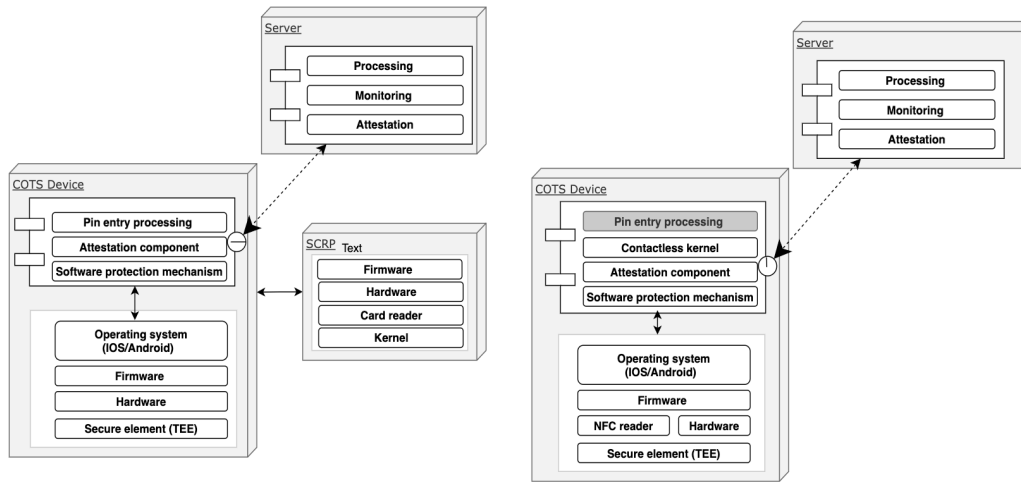 Server
Processing
Monitoring
Attestation
COTS Device
Pin entry processing
Attestation component
Software protection mechanism
Operating system
(IOS/Android)
Firmware
Hardware
Secure element (TEE)
SCRP Text
Firmware
Hardware
Card reader
Kernel
Server
Processing
Monitoring
Attestation
COTS Device
Pin entry processing
Contactless kernel
Attestation component
Software protection mechanism
Operating system
(IOS/Android)
Firmware
NFC reader Hardware
Secure element (TEE)